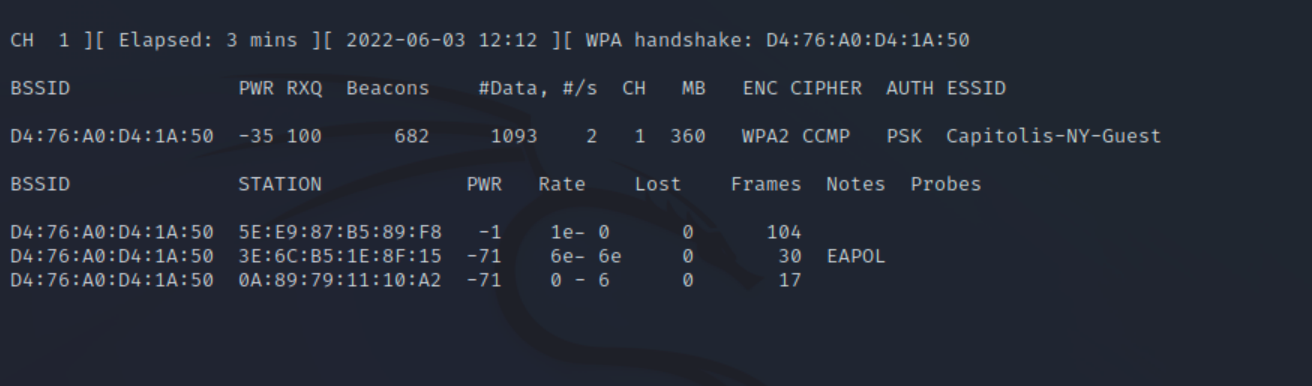 CH  1 ][ Elapsed: 3 mins ][ 2022-06-03 12:12 ][ WPA handshake: D4:76:A0:D4:1A:50
BSSID              PWR RXQ  Beacons    #Data, #/s  CH   MB   ENC CIPHER  AUTH ESSID
D4:76:A0:D4:1A:50  -35 100      682     1093    2   1  360   WPA2 CCMP   PSK  Capitolis-NY-Guest
BSSID              STATION            PWR   Rate    Lost    Frames  Notes  Probes
D4:76:A0:D4:1A:50  5E:E9:87:B5:89:F8   -1    1e- 0      0      104
D4:76:A0:D4:1A:50  3E:6C:B5:1E:8F:15  -71    6e- 6e     0       30  EAPOL
D4:76:A0:D4:1A:50  0A:89:79:11:10:A2  -71    0 - 6      0       17